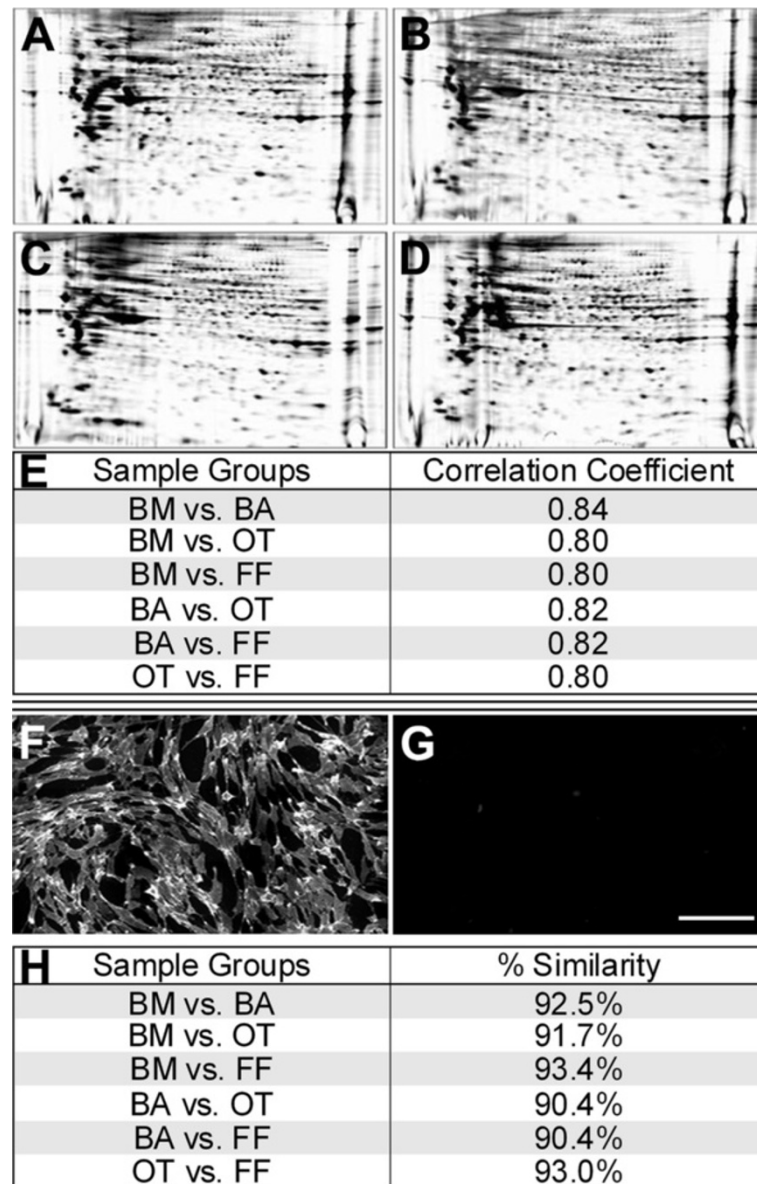 A
B
C
D
E Sample Groups Correlation Coefficient
BM vs. BA 0.84
BM vs. OT 0.80
BM vs. FF 0.80
BA vs. OT 0.82
BA vs. FF 0.82
OT vs. FF 0.80
F
G
H Sample Groups % Similarity
BM vs. BA 92.5%
BM vs. OT 91.7%
BM vs. FF 93.4%
BA vs. OT 90.4%
BA vs. FF 90.4%
OT vs. FF 93.0%